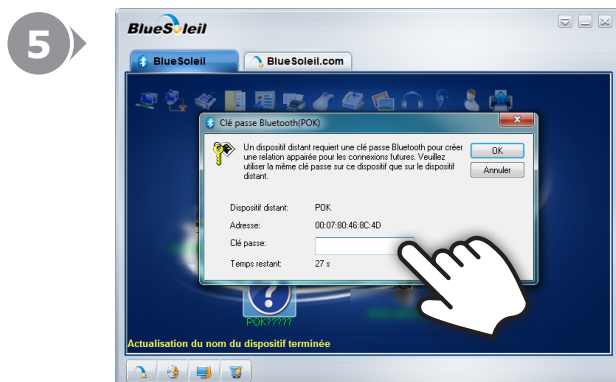 5
BlueSoleil
BlueSoleil
BlueSoleil.com
Clé passe Bluetooth(POK)
Un dispositif distant requiert une clé passe Bluetooth pour créer
une relation appairée pour les connexions futures. Veuillez
utiliser la même clé passe sur ce dispositif que sur le dispositif
distant.
OK
Annuler
Dispositif distant: POK
Adresse: 00:07:80:46:8C:4D
Clé passe:
Temps restant: 27 s
POK?????
Actualisation du nom du dispositif terminée